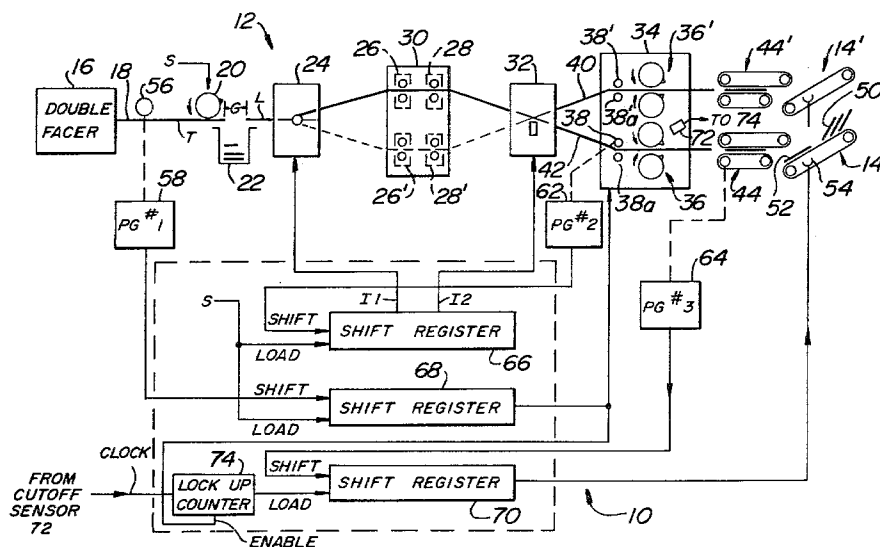 12
16
18
56
S
20
24
26
30
28
32
40
38'
34
36'
44'
14'
50
DOUBLE
FACER
G
L
T
22
26'
28'
42
38
38a'
38a
36
TO 74
72
44
52
54
14
58
PG #1
62
PG #2
64
PG #3
I1
I2
S
SHIFT
LOAD
SHIFT REGISTER
66
68
SHIFT
LOAD
SHIFT REGISTER
CLOCK
FROM
CUTOFF
SENSOR
72
74
LOCK UP
COUNTER
SHIFT
LOAD
SHIFT REGISTER
70
10
ENABLE